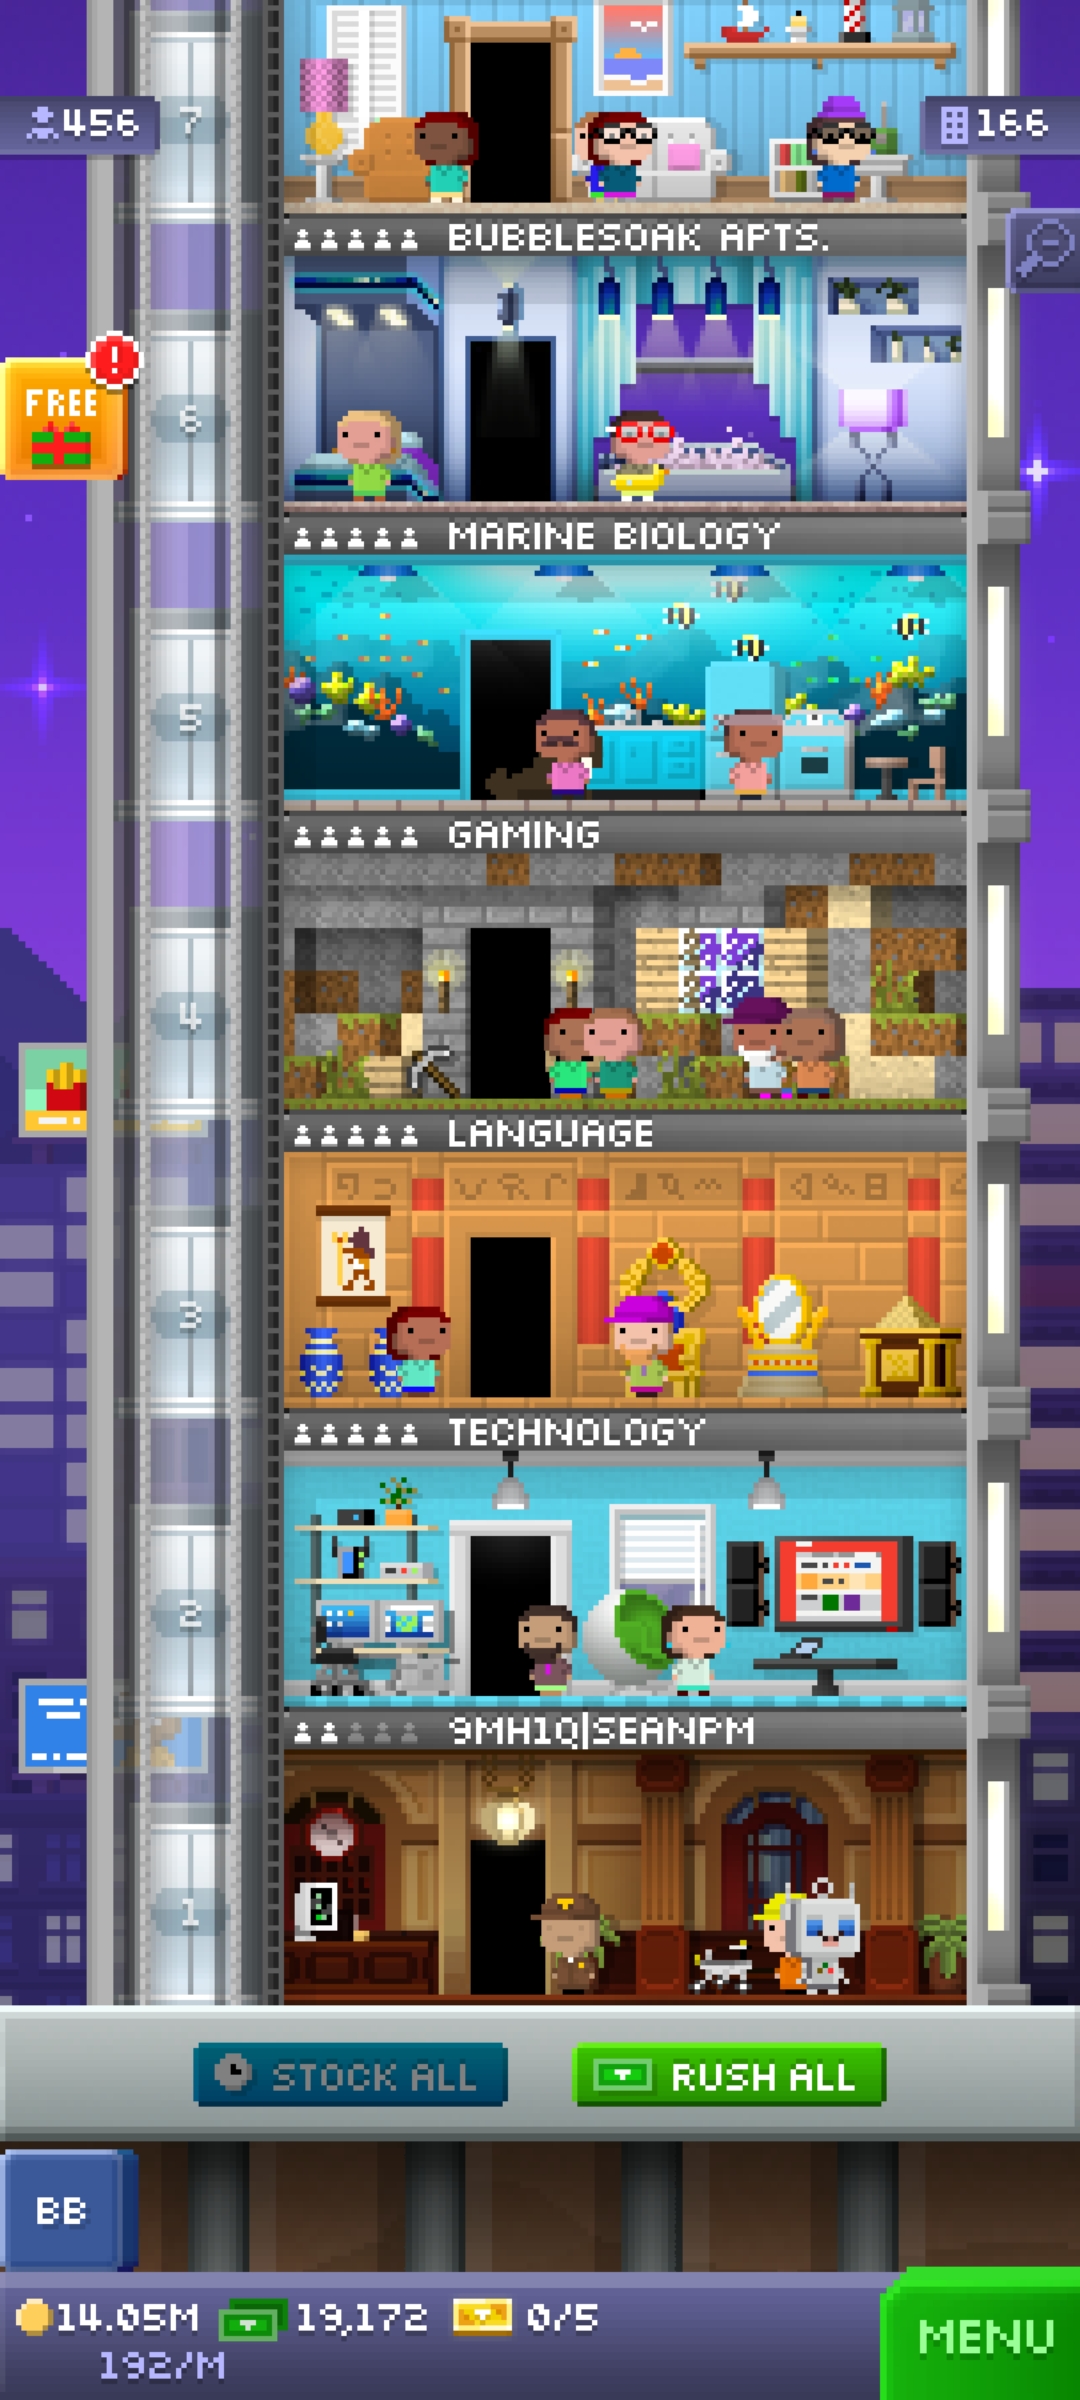 7
456
166
BUBBLESOAK APTS.
FREE
!
6
MARINE BIOLOGY
5
GAMING
4
LANGUAGE
3
TECHNOLOGY
2
9MH1Q|SEANPM
1
STOCK ALL
RUSH ALL
BB
14.05M 19,172 0/5
192/M
MENU